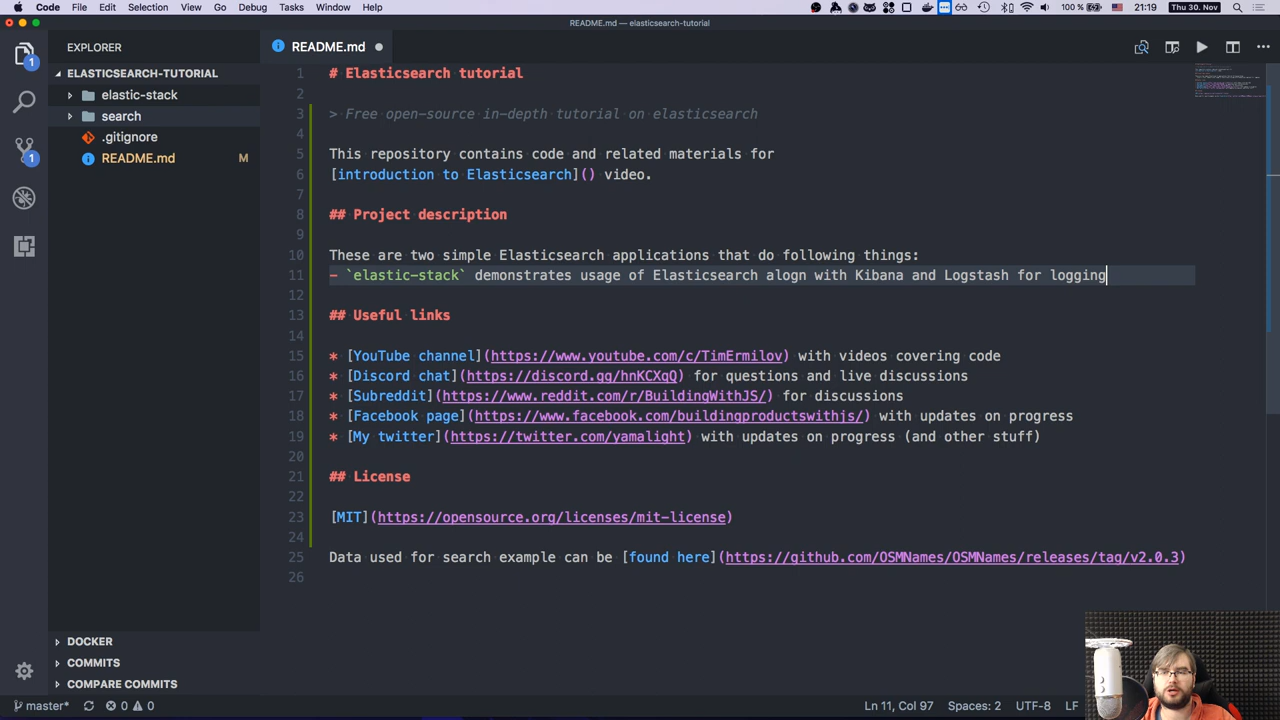 Code File Edit Selection View Go Debug Tasks Window Help 100 % Thu 30. Nov 21:19
README.md — elasticsearch-tutorial
EXPLORER
ELASTICSEARCH-TUTORIAL
elastic-stack
search
.gitignore
README.md M
1
1
DOCKER
COMMITS
COMPARE COMMITS
README.md
1 # Elasticsearch tutorial
2
3 > Free open-source in-depth tutorial on elasticsearch
4
5 This repository contains code and related materials for
6 [introduction to Elasticsearch]() video.
7
8 ## Project description
9
10 These are two simple Elasticsearch applications that do following things:
11 - `elastic-stack` demonstrates usage of Elasticsearch alogn with Kibana and Logstash for logging
12
13 ## Useful links
14
15 * [YouTube channel](https://www.youtube.com/c/TimErmilov) with videos covering code
16 * [Discord chat](https://discord.gg/hnKCXqQ) for questions and live discussions
17 * [Subreddit](https://www.reddit.com/r/BuildingWithJS/) for discussions
18 * [Facebook page](https://www.facebook.com/buildingproductswithjs/) with updates on progress
19 * [My twitter](https://twitter.com/yamalight) with updates on progress (and other stuff)
20
21 ## License
22
23 [MIT](https://opensource.org/licenses/mit-license)
24
25 Data used for search example can be [found here](https://github.com/OSMNames/OSMNames/releases/tag/v2.0.3)
26
master* 0 0 Ln 11, Col 97 Spaces: 2 UTF-8 LF